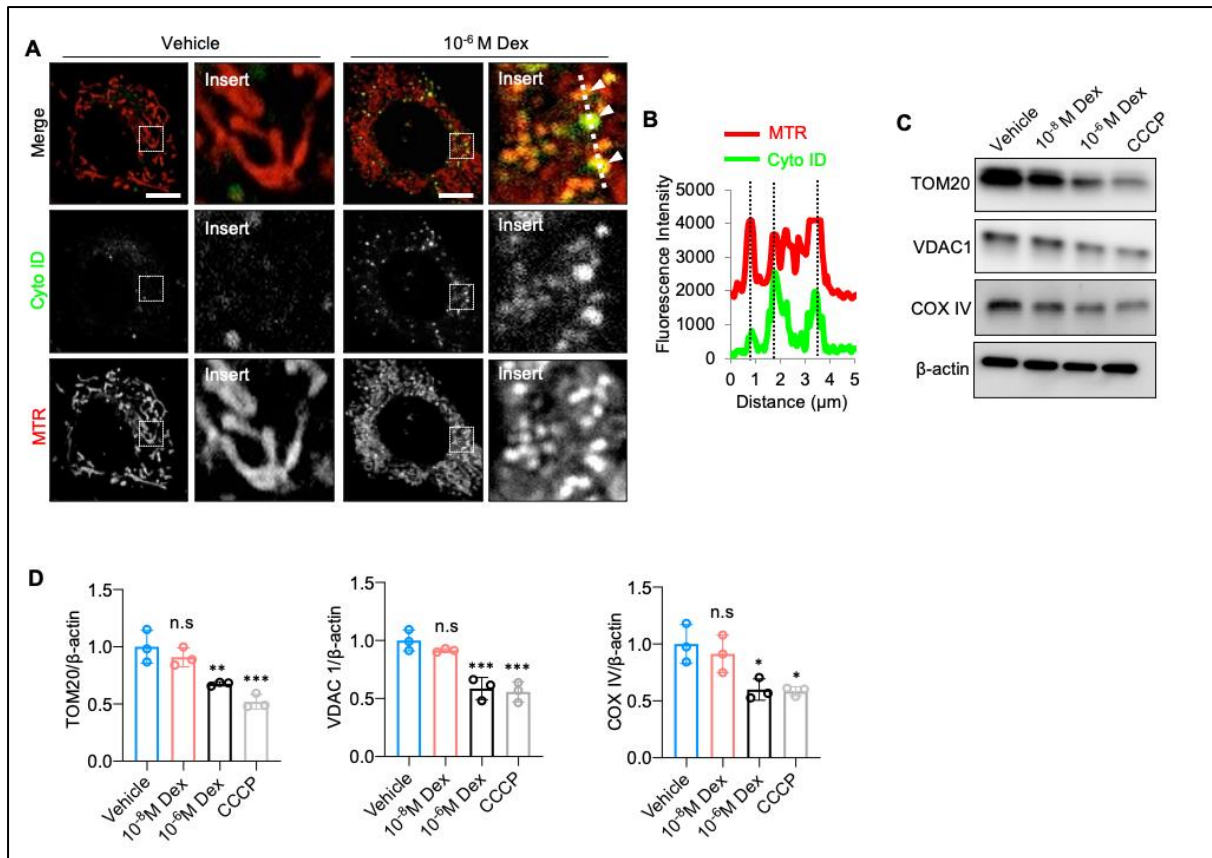 A
Vehicle
10⁻⁶ M Dex
Merge
Insert
Insert
Cyto ID
Insert
Insert
MTR
Insert
Insert
B
MTR
Cyto ID
Fluorescence Intensity
5000
4000
3000
2000
1000
0
0 1 2 3 4 5
Distance (μm)
C
Vehicle
10⁻⁸ M Dex
10⁻⁶ M Dex
CCCP
TOM20
VDAC1
COX IV
β-actin
D
TOM20/β-actin
1.5
1.0
0.5
0.0
n.s
**
***
Vehicle
10⁻⁸M Dex
10⁻⁶M Dex
CCCP
VDAC 1/β-actin
1.5
1.0
0.5
0.0
n.s
***
***
Vehicle
10⁻⁸M Dex
10⁻⁶M Dex
CCCP
COX IV/β-actin
1.5
1.0
0.5
0.0
n.s
*
*
Vehicle
10⁻⁸M Dex
10⁻⁶M Dex
CCCP